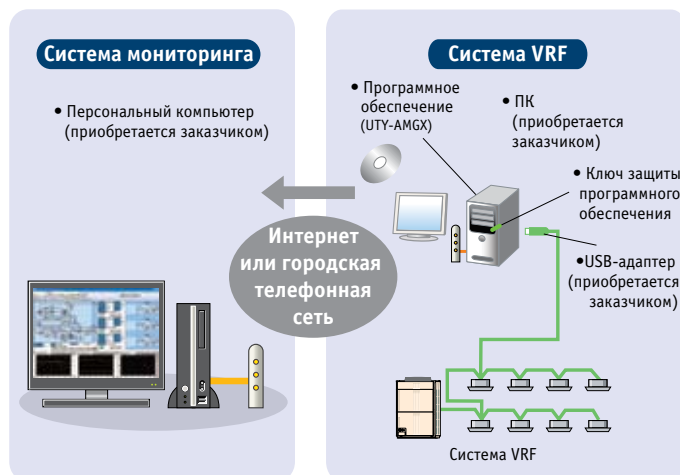 Система мониторинга
• Персональный компьютер
(приобретается заказчиком)
Интернет
или городская
телефонная
сеть
Система VRF
• Программное
обеспечение
(UTY-AMGX)
• ПК
(приобретается
заказчиком)
• Ключ защиты
программного
обеспечения
•USB-адаптер
(приобретается
заказчиком)
Система VRF